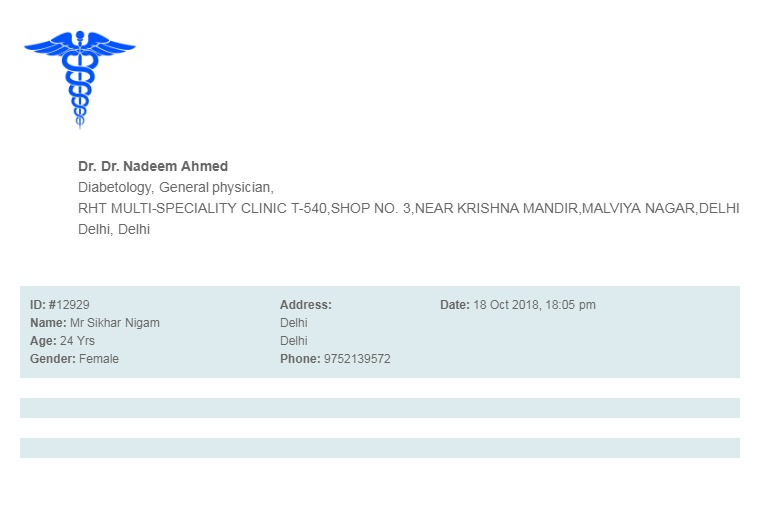 Dr. Dr. Nadeem Ahmed
Diabetology, General physician,
RHT MULTI-SPECIALITY CLINIC T-540,SHOP NO. 3,NEAR KRISHNA MANDIR,MALVIYA NAGAR,DELHI
Delhi, Delhi
ID: #12929
Name: Mr Sikhar Nigam
Age: 24 Yrs
Gender: Female
Address:
Delhi
Delhi
Phone: 9752139572
Date: 18 Oct 2018, 18:05 pm